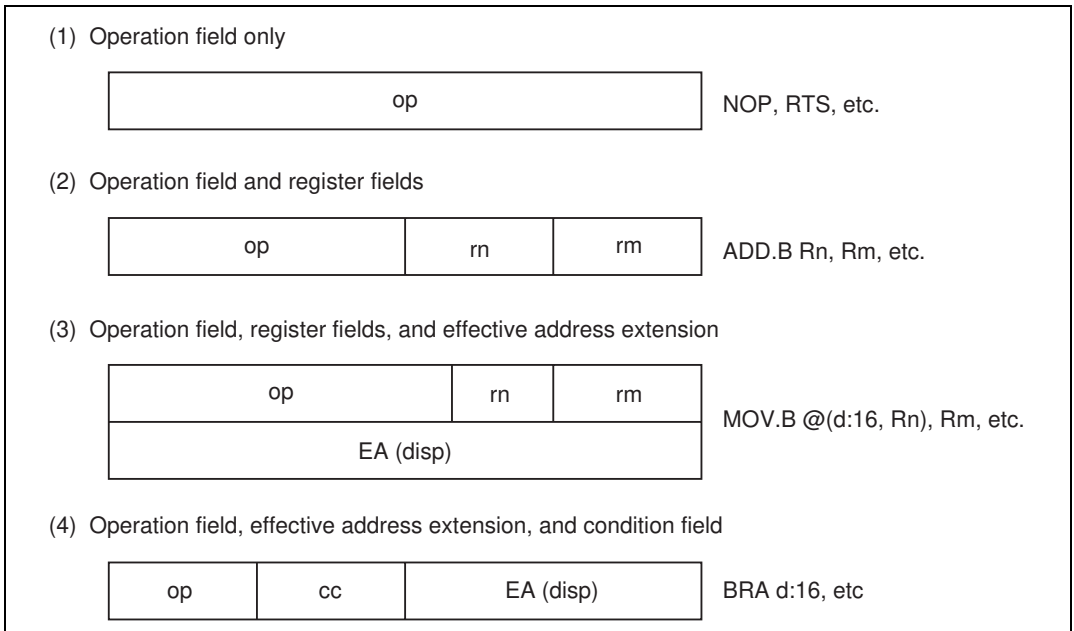 (1) Operation field only
op
NOP, RTS, etc.
(2) Operation field and register fields
op rn rm
ADD.B Rn, Rm, etc.
(3) Operation field, register fields, and effective address extension
op rn rm
MOV.B @(d:16, Rn), Rm, etc.
EA (disp)
(4) Operation field, effective address extension, and condition field
op cc EA (disp)
BRA d:16, etc